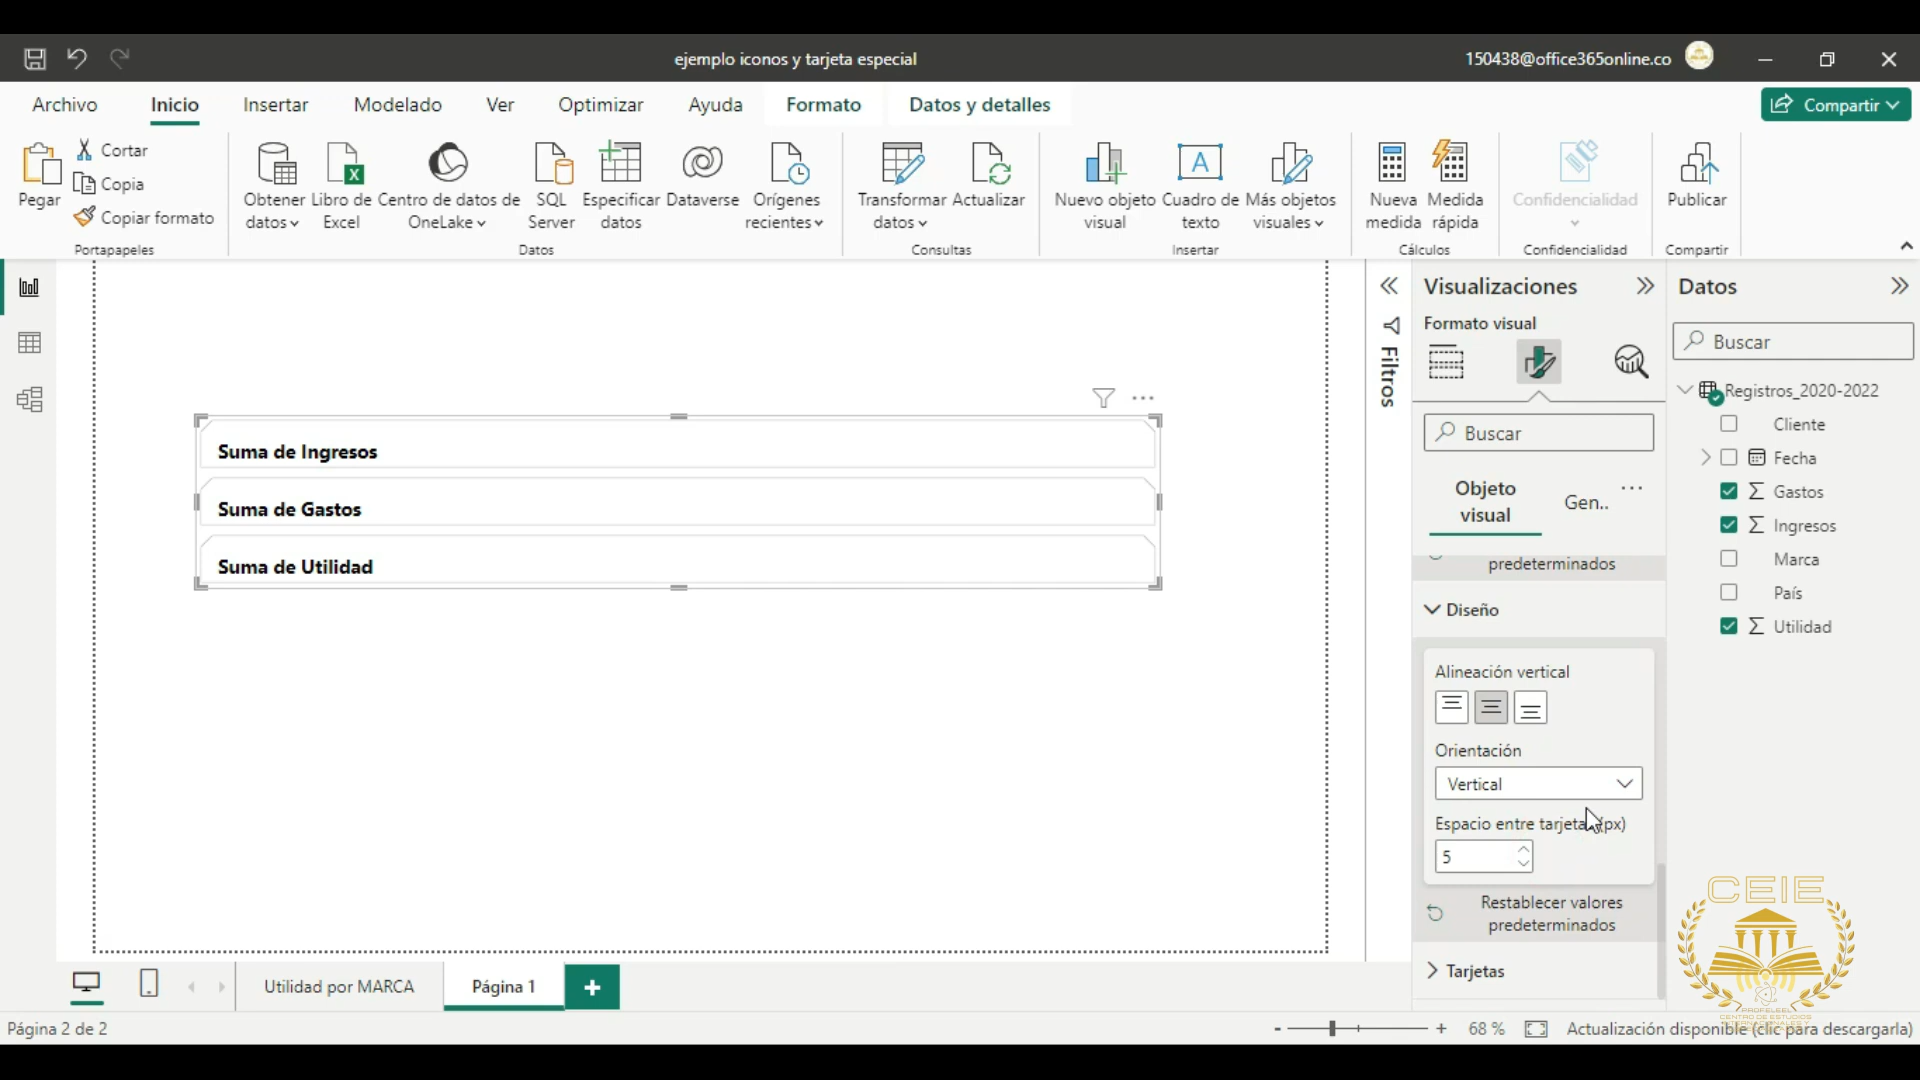 ejemplo iconos y tarjeta especial
150438@office365online.co
Archivo
Inicio
Insertar
Modelado
Ver
Optimizar
Ayuda
Formato
Datos y detalles
Compartir
Pegar
Cortar
Copia
Copiar formato
Portapapeles
Obtener datos
Libro de Excel
Centro de datos de OneLake
SQL Server
Especificar datos
Dataverse
Orígenes recientes
Datos
Transformar datos
Actualizar
Consultas
Nuevo objeto visual
Cuadro de texto
Más objetos visuales
Insertar
Nueva medida
Medida rápida
Cálculos
Confidencialidad
Confidencialidad
Publicar
Compartir
Suma de Ingresos
Suma de Gastos
Suma de Utilidad
Filtros
Visualizaciones
Formato visual
Buscar
Objeto visual
Gen..
predeterminados
Diseño
Alineación vertical
Orientación
Vertical
Espacio entre tarjetas (px)
5
Restablecer valores
predeterminados
Tarjetas
Datos
Buscar
Registros_2020-2022
Cliente
Fecha
Gastos
Ingresos
Marca
País
Utilidad
CEIE
PROFELEEL
CENTRO DE ESTUDIOS
Utilidad por MARCA
Página 1
Página 2 de 2
- + 68 %
Actualización disponible (clic para descargarla)